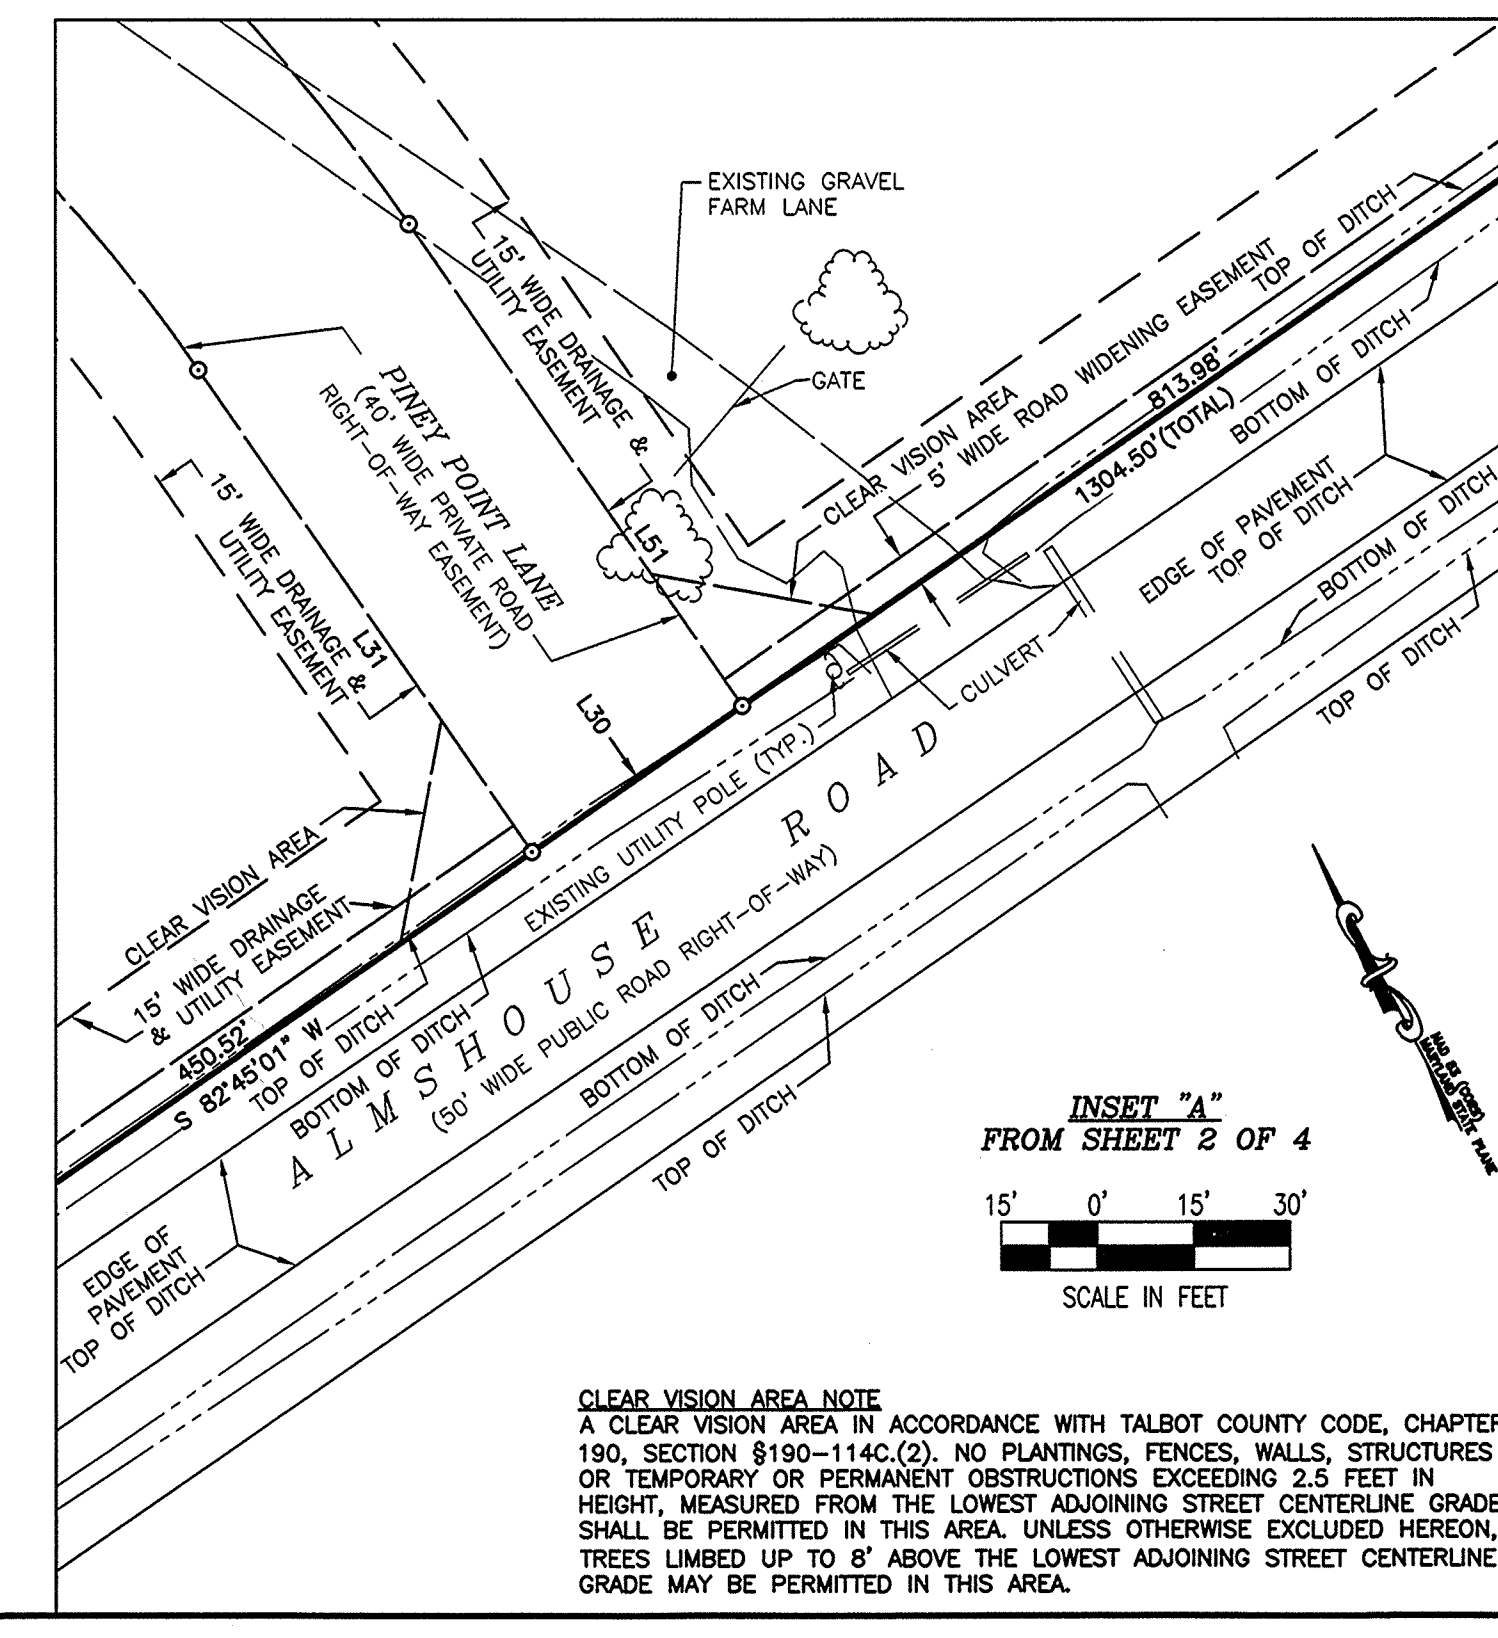 EXISTING GRAVEL
FARM LANE
15' WIDE DRAINAGE &
UTILITY EASEMENT
GATE
PINEY POINT LANE
(40' WIDE PRIVATE ROAD
RIGHT-OF-WAY EASEMENT)
15' WIDE DRAINAGE &
UTILITY EASEMENT
L31
L51
L30
CLEAR VISION AREA
5' WIDE ROAD WIDENING EASEMENT
TOP OF DITCH
813.98'
1304.50'(TOTAL)
BOTTOM OF DITCH
EDGE OF PAVEMENT
TOP OF DITCH
BOTTOM OF DITCH
TOP OF DITCH
CULVERT
EXISTING UTILITY POLE (TYP.)
CLEAR VISION AREA
15' WIDE DRAINAGE
& UTILITY EASEMENT
450.52'
S 82°45'01" W
TOP OF DITCH
BOTTOM OF DITCH
ALMSHOUSE ROAD
(50' WIDE PUBLIC ROAD RIGHT-OF-WAY)
BOTTOM OF DITCH
TOP OF DITCH
EDGE OF
PAVEMENT
TOP OF DITCH
NAD 83 (CORS)
MARYLAND STATE PLANE
INSET "A"
FROM SHEET 2 OF 4
15' 0' 15' 30'
SCALE IN FEET
CLEAR VISION AREA NOTE
A CLEAR VISION AREA IN ACCORDANCE WITH TALBOT COUNTY CODE, CHAPTER
190, SECTION §190-114C.(2). NO PLANTINGS, FENCES, WALLS, STRUCTURES
OR TEMPORARY OR PERMANENT OBSTRUCTIONS EXCEEDING 2.5 FEET IN
HEIGHT, MEASURED FROM THE LOWEST ADJOINING STREET CENTERLINE GRADE
SHALL BE PERMITTED IN THIS AREA. UNLESS OTHERWISE EXCLUDED HEREON,
TREES LIMBED UP TO 8' ABOVE THE LOWEST ADJOINING STREET CENTERLINE
GRADE MAY BE PERMITTED IN THIS AREA.